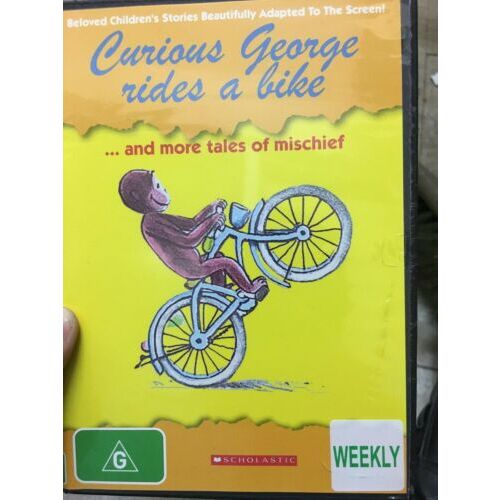 Beloved Children's Stories Beautifully Adapted To The Screen!
Curious George
rides a bike
... and more tales of mischief
G
SCHOLASTIC
WEEKLY